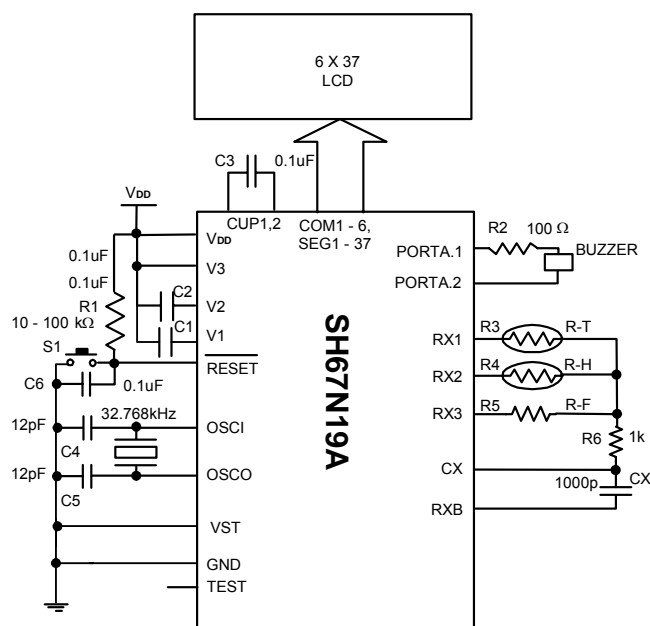 6 X 37
LCD
C3
0.1uF
VDD
CUP1,2
COM1 - 6,
SEG1 - 37
VDD
V3
V2
V1
RESET
0.1uF
0.1uF
C2
C1
R1
10 - 100 kΩ
S1
C6
0.1uF
32.768kHz
12pF
C4
OSCI
12pF
C5
OSCO
VST
GND
TEST
SH67N19A
PORTA.1
R2
100 Ω
BUZZER
PORTA.2
RX1
R3
R-T
RX2
R4
R-H
RX3
R5
R-F
R6
1k
CX
1000p
CX
RXB